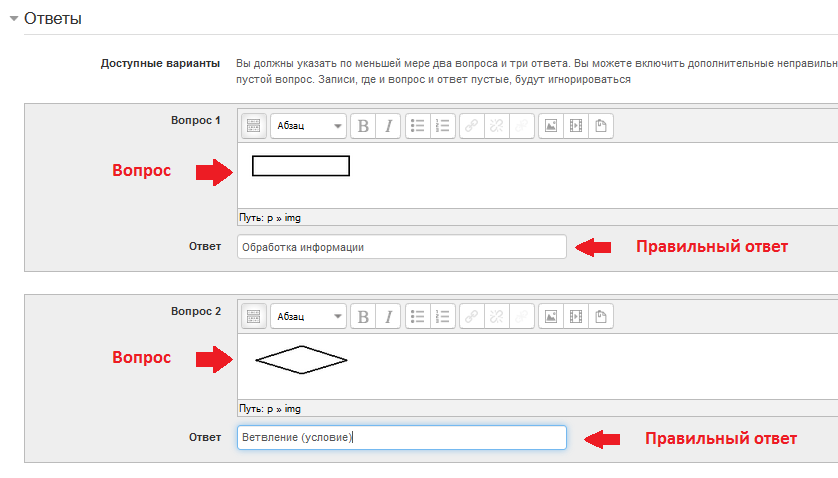 Ответы
Доступные варианты
Вы должны указать по меньшей мере два вопроса и три ответа. Вы можете включить дополнительные неправильн
пустой вопрос. Записи, где и вопрос и ответ пустые, будут игнорироваться
Вопрос 1
Абзац
B I
Вопрос
Путь: p » img
Ответ
Обработка информации
Правильный ответ
Вопрос 2
Абзац
B I
Вопрос
Путь: p » img
Ответ
Ветвление (условие)
Правильный ответ